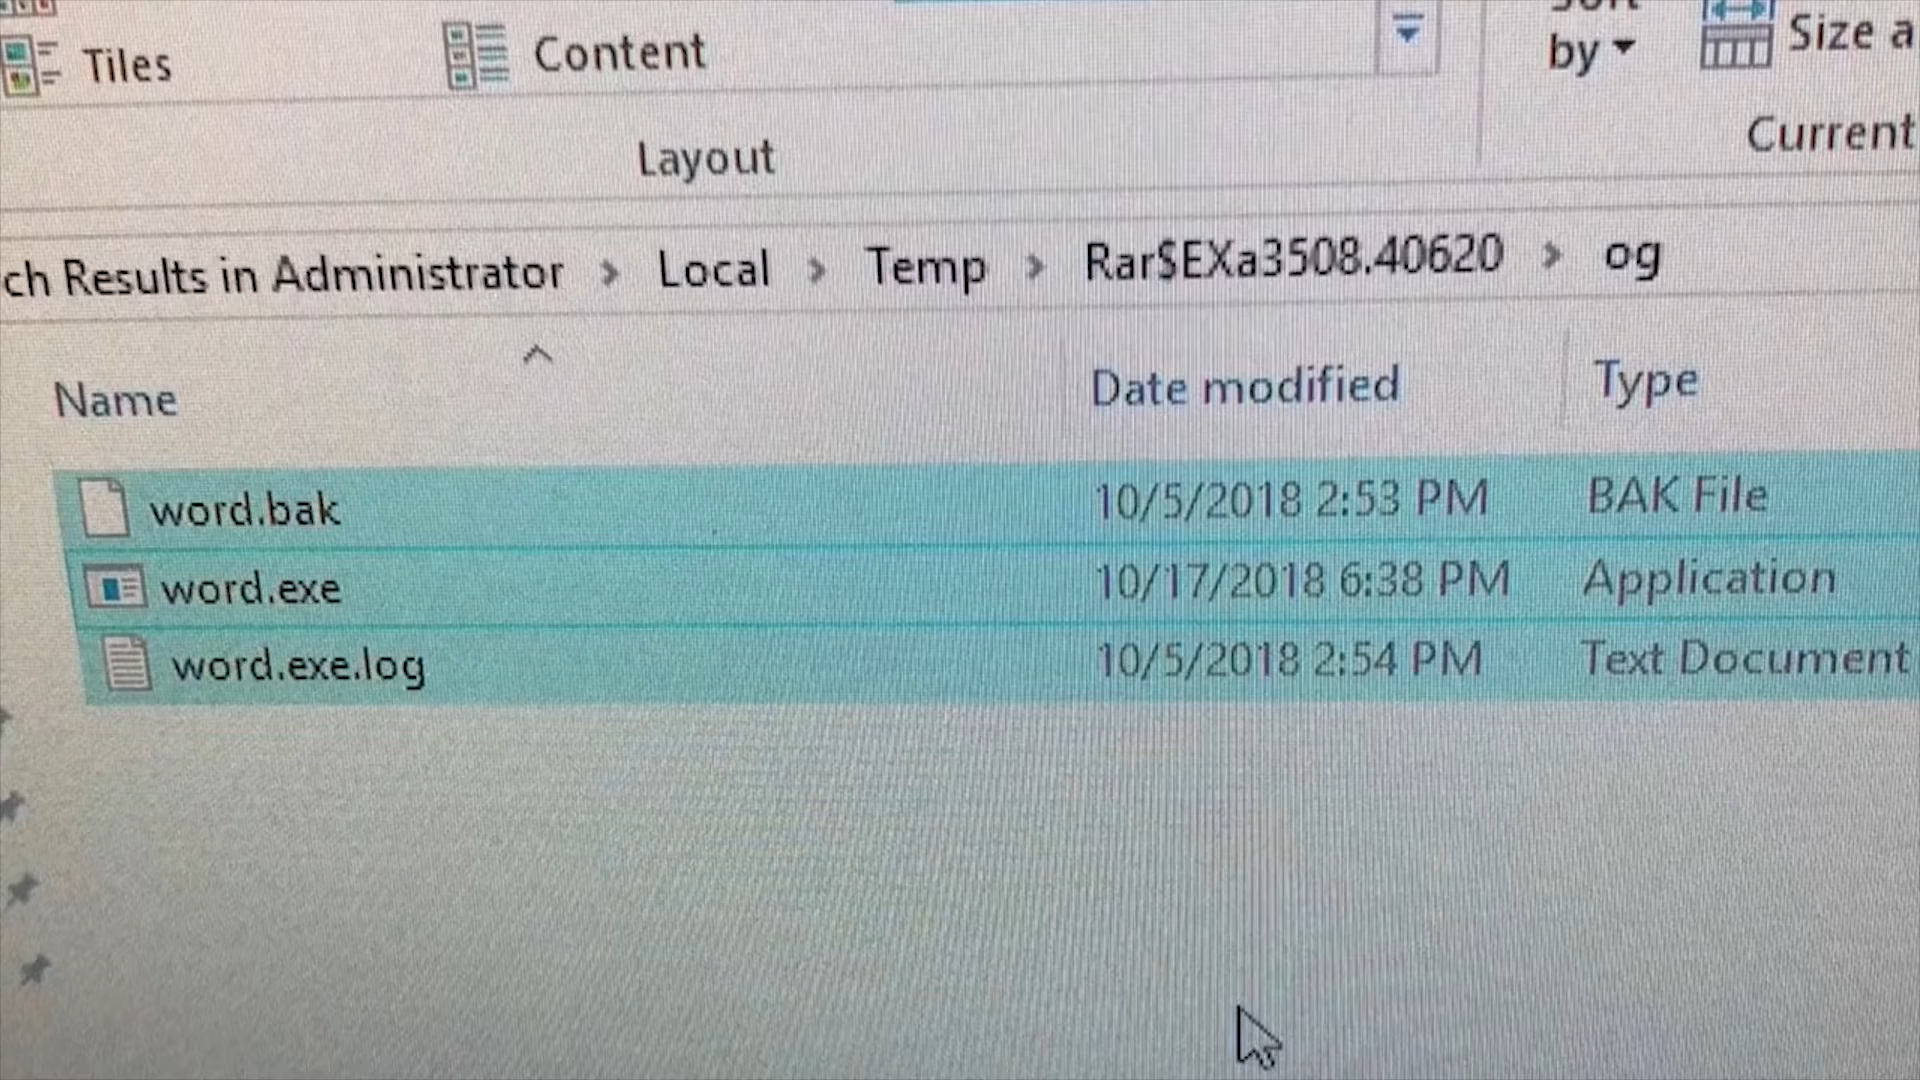 Tiles
Content
by
Size a
Layout
Current
ch Results in Administrator > Local > Temp > Rar$EXa3508.40620 > og
Name Date modified Type
word.bak 10/5/2018 2:53 PM BAK File
word.exe 10/17/2018 6:38 PM Application
word.exe.log 10/5/2018 2:54 PM Text Document